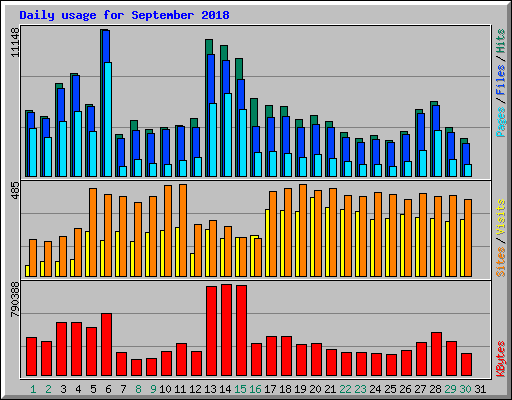 Daily usage for September 2018
11148
Pages / Files / Hits
485
Sites / Visits
790388
KBytes
1 2 3 4 5 6 7 8 9 10 11 12 13 14 15 16 17 18 19 20 21 22 23 24 25 26 27 28 29 30 31